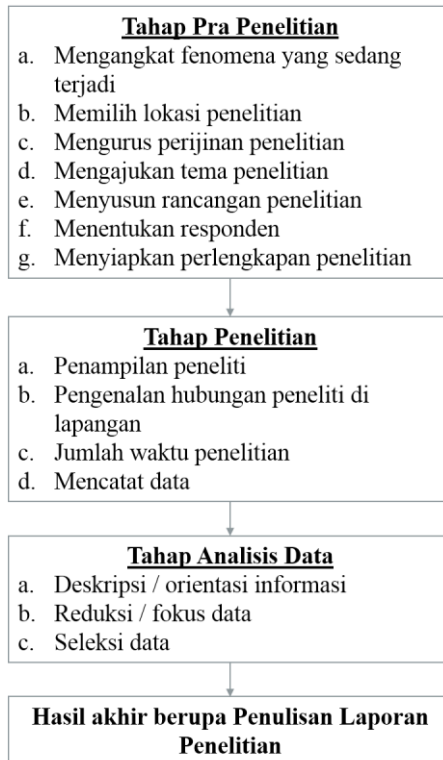 Tahap Pra Penelitian
a. Mengangkat fenomena yang sedang
terjadi
b. Memilih lokasi penelitian
c. Mengurus perijinan penelitian
d. Mengajukan tema penelitian
e. Menyusun rancangan penelitian
f. Menentukan responden
g. Menyiapkan perlengkapan penelitian
Tahap Penelitian
a. Penampilan peneliti
b. Pengenalan hubungan peneliti di
lapangan
c. Jumlah waktu penelitian
d. Mencatat data
Tahap Analisis Data
a. Deskripsi / orientasi informasi
b. Reduksi / fokus data
c. Seleksi data
Hasil akhir berupa Penulisan Laporan
Penelitian